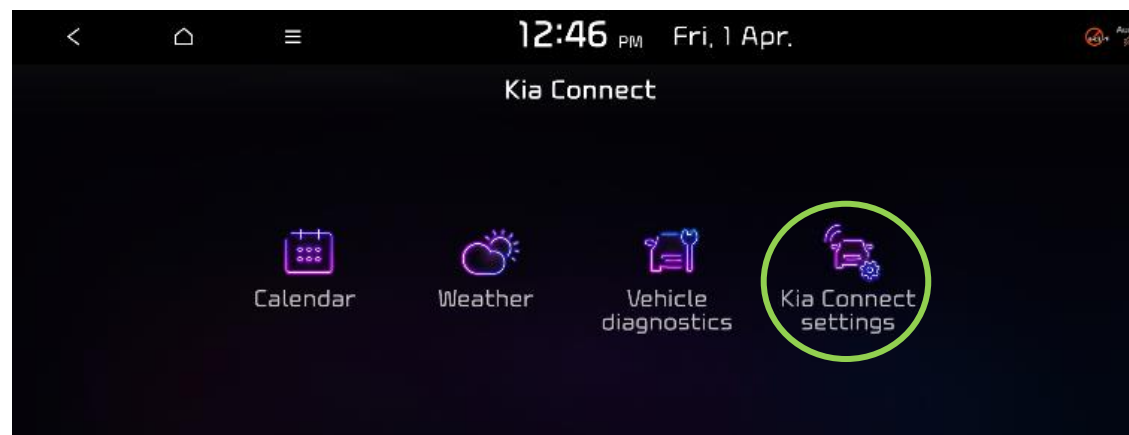 12:46 PM Fri, 1 Apr.
Kia Connect
Calendar
Weather
Vehicle
diagnostics
Kia Connect
settings